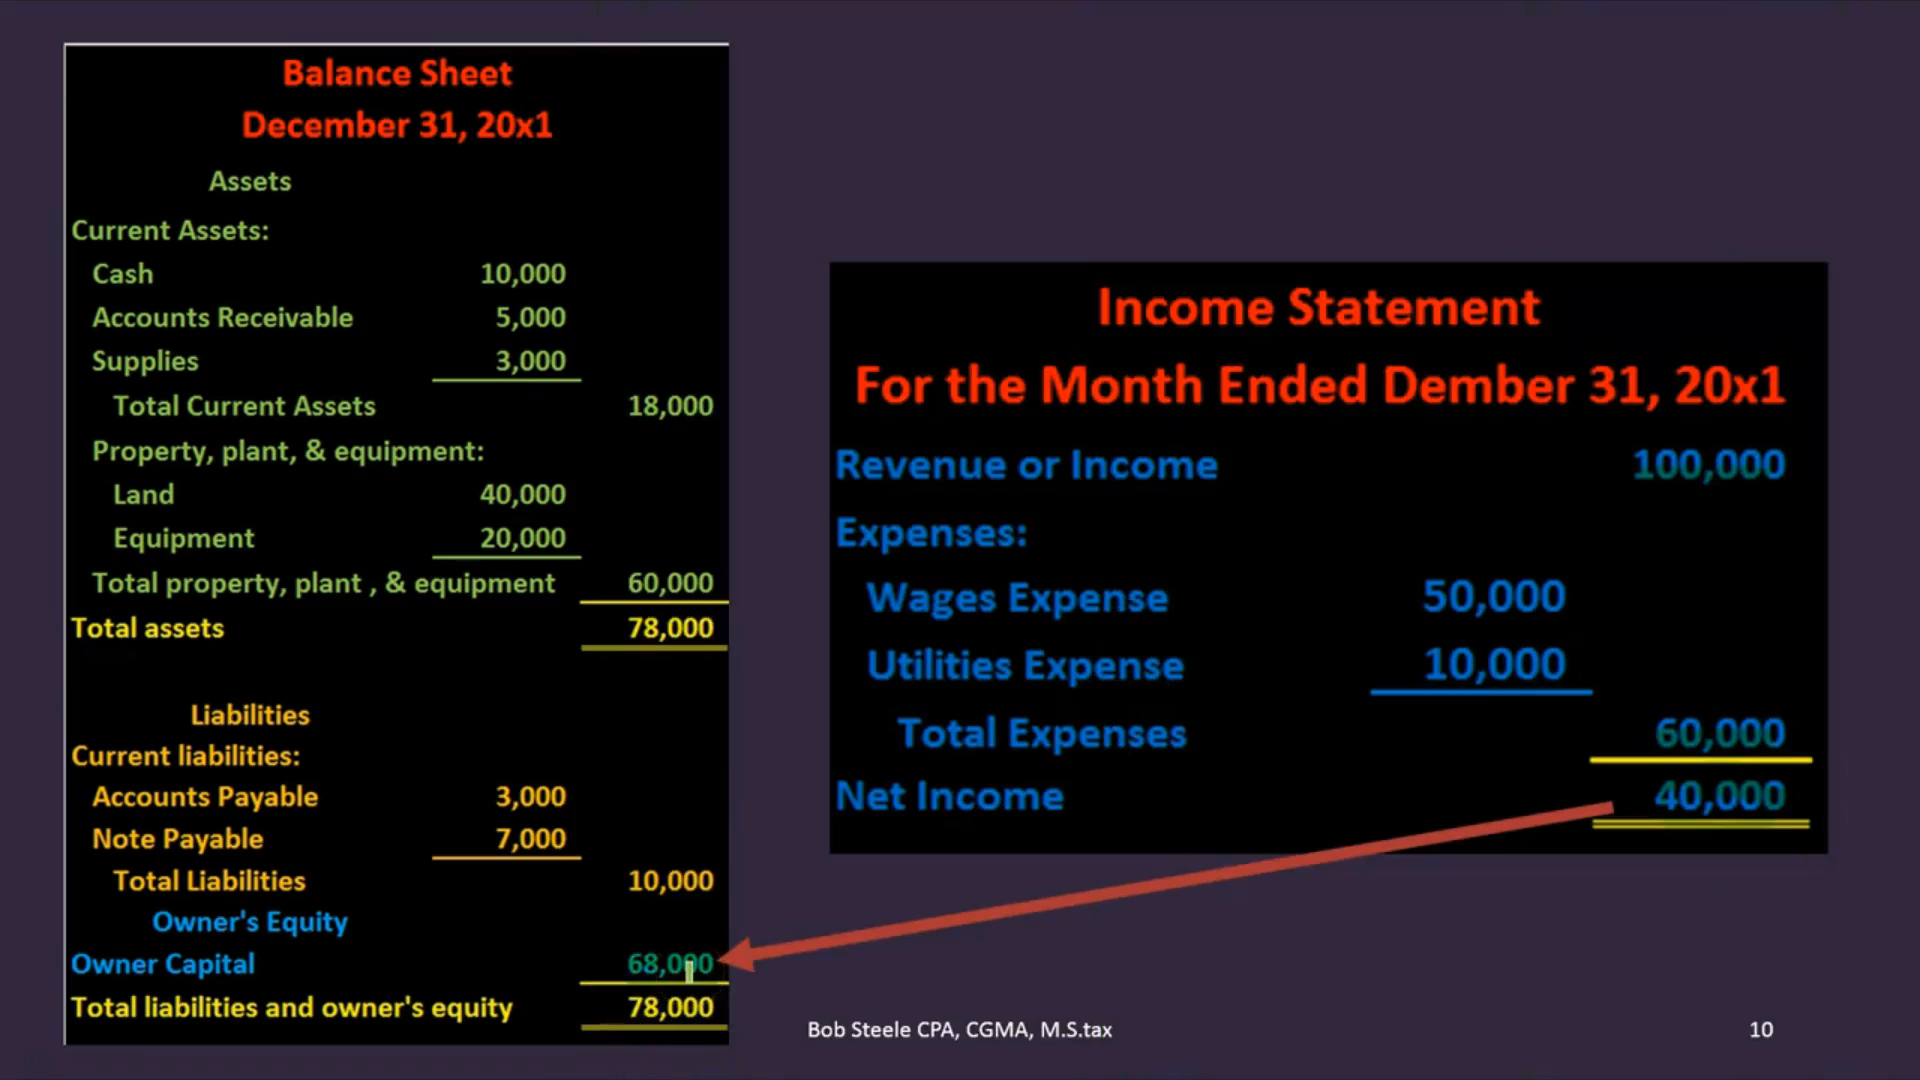 Balance Sheet
December 31, 20x1
Assets
Current Assets:
Cash 10,000
Accounts Receivable 5,000
Supplies 3,000
Total Current Assets 18,000
Property, plant, & equipment:
Land 40,000
Equipment 20,000
Total property, plant , & equipment 60,000
Total assets 78,000
Liabilities
Current liabilities:
Accounts Payable 3,000
Note Payable 7,000
Total Liabilities 10,000
Owner's Equity
Owner Capital 68,000
Total liabilities and owner's equity 78,000
Income Statement
For the Month Ended Dember 31, 20x1
Revenue or Income 100,000
Expenses:
Wages Expense 50,000
Utilities Expense 10,000
Total Expenses 60,000
Net Income 40,000
Bob Steele CPA, CGMA, M.S.tax
10